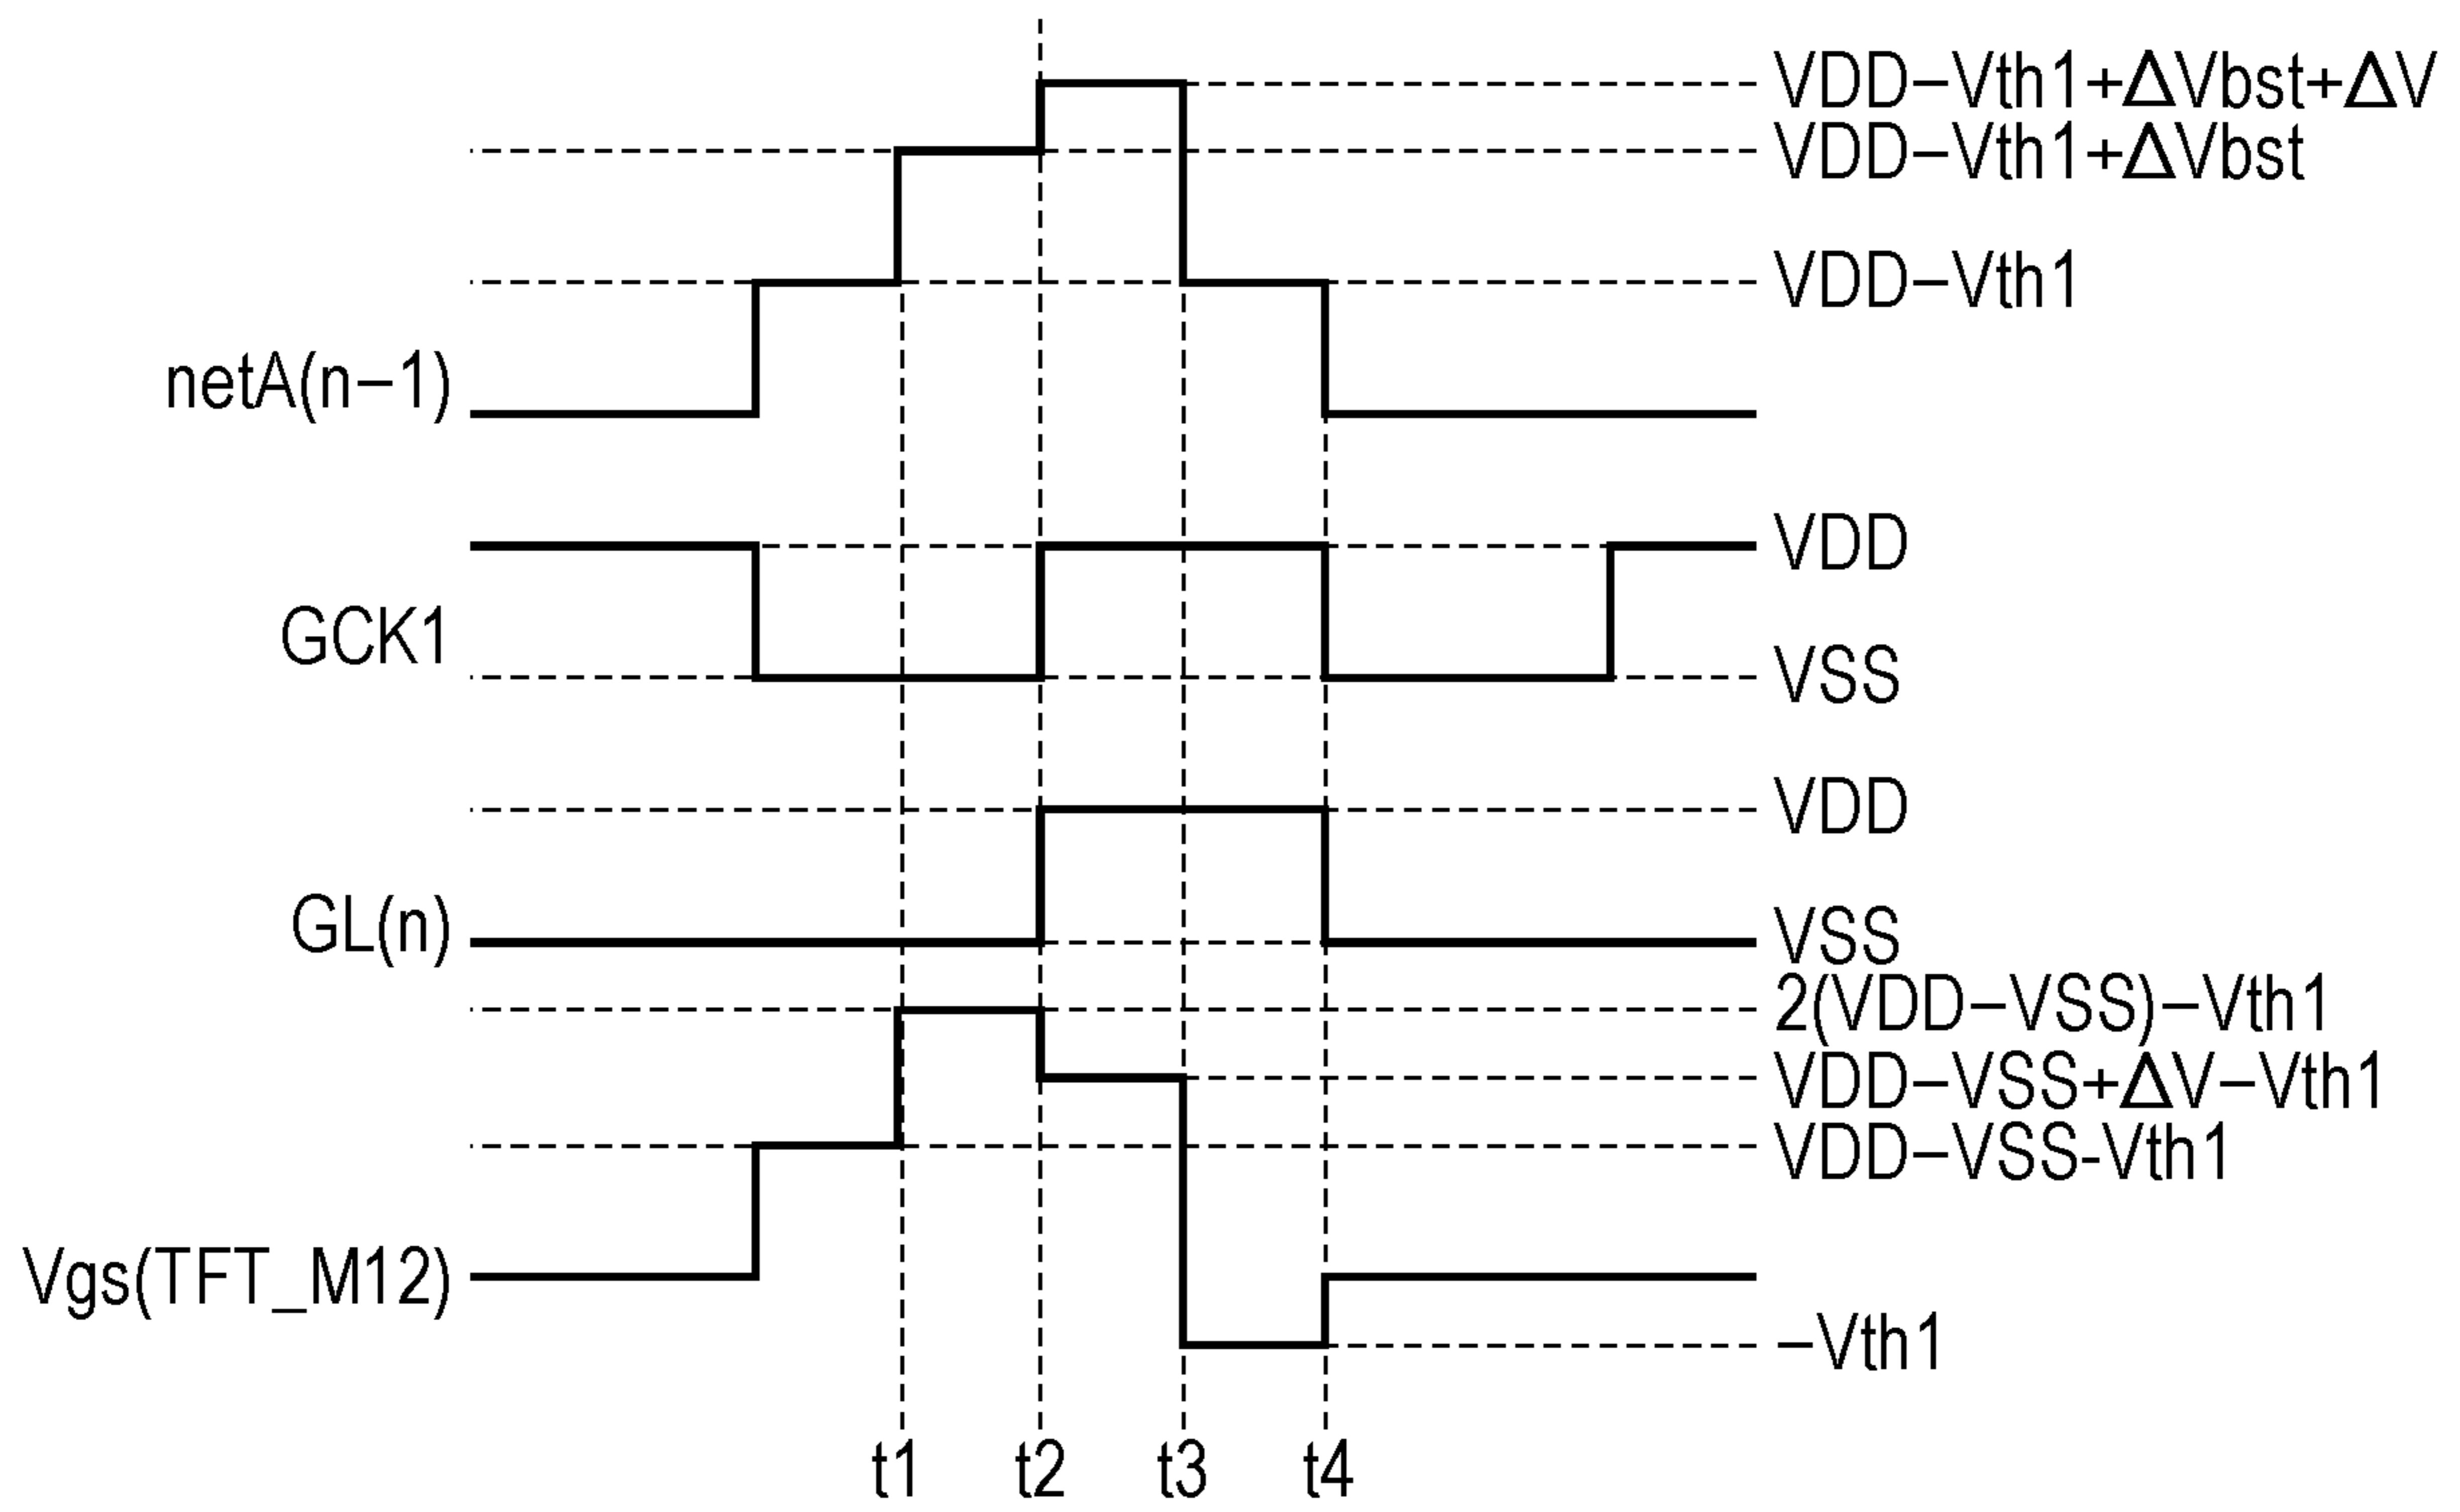 VDD–Vth1+ΔVbst+ΔV
VDD–Vth1+ΔVbst
VDD–Vth1
netA(n–1)
VDD
GCK1
VSS
VDD
GL(n)
VSS
2(VDD–VSS)–Vth1
VDD–VSS+ΔV–Vth1
VDD–VSS-Vth1
Vgs(TFT_M12)
–Vth1
t1 t2 t3 t4